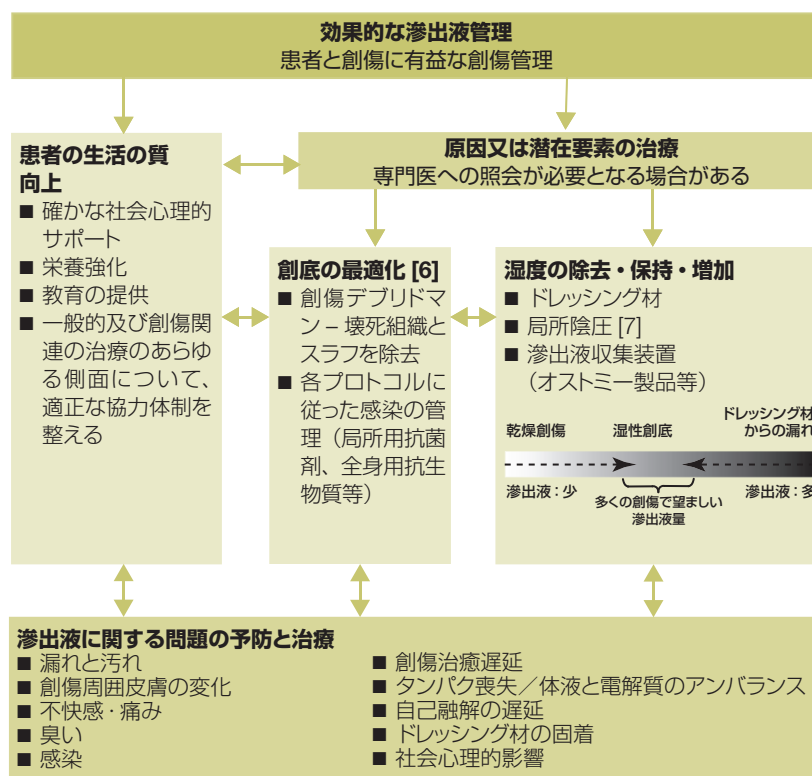 効果的な滲出液管理
患者と創傷に有益な創傷管理
患者の生活の質
向上
■ 確かな社会心理的
サポート
■ 栄養強化
■ 教育の提供
■ 一般的及び創傷関
連の治療のあらゆ
る側面について、
適正な協力体制を
整える
原因又は潜在要素の治療
専門医への照会が必要となる場合がある
創底の最適化 [6]
■ 創傷デブリドマ
ン – 壊死組織と
スラフを除去
■ 各プロトコルに
従った感染の管
理（局所用抗菌
剤、全身用抗生
物質等）
湿度の除去・保持・増加
■ ドレッシング材
■ 局所陰圧 [7]
■ 滲出液収集装置
（オストミー製品等）
乾燥創傷
湿性創底
ドレッシング材
からの漏れ
滲出液：少
多くの創傷で望ましい
滲出液量
滲出液：多
滲出液に関する問題の予防と治療
■ 漏れと汚れ
■ 創傷周囲皮膚の変化
■ 不快感・痛み
■ 臭い
■ 感染
■ 創傷治癒遅延
■ タンパク喪失／体液と電解質のアンバランス
■ 自己融解の遅延
■ ドレッシング材の固着
■ 社会心理的影響